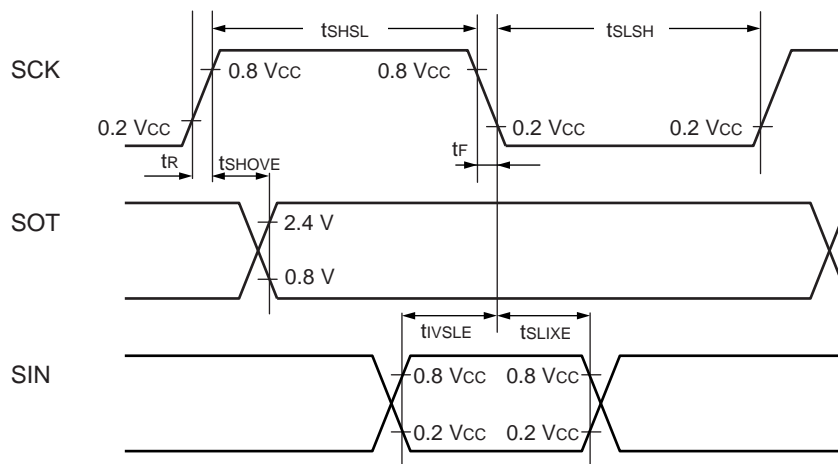 tSHSL
tSLSH
SCK
0.8 VCC
0.8 VCC
0.2 VCC
0.2 VCC
0.2 VCC
tR
tSHOVE
tF
SOT
2.4 V
0.8 V
tIVSLE
tSLIXE
SIN
0.8 VCC
0.8 VCC
0.2 VCC
0.2 VCC